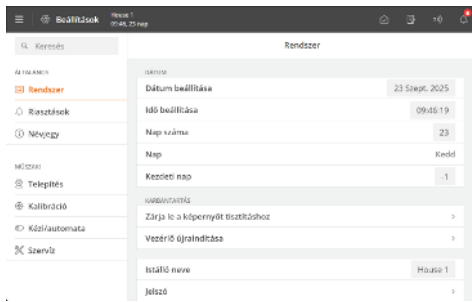 Beállítások
House 1
09:46, 23 nap
Keresés
Rendszer
ÁLTALÁNOS
Rendszer
Riasztások
Névjegy
MŰSZAKI
Telepítés
Kalibráció
Kézi/automata
Szerviz
DÁTUM
Dátum beállítása
23 Szept. 2025
Idő beállítása
09:46:19
Nap száma
23
Nap
Kedd
Kezdeti nap
-1
KARBANTARTÁS
Zárja le a képernyőt tisztításhoz
Vezérlő újraindítása
Istálló neve
House 1
Jelszó